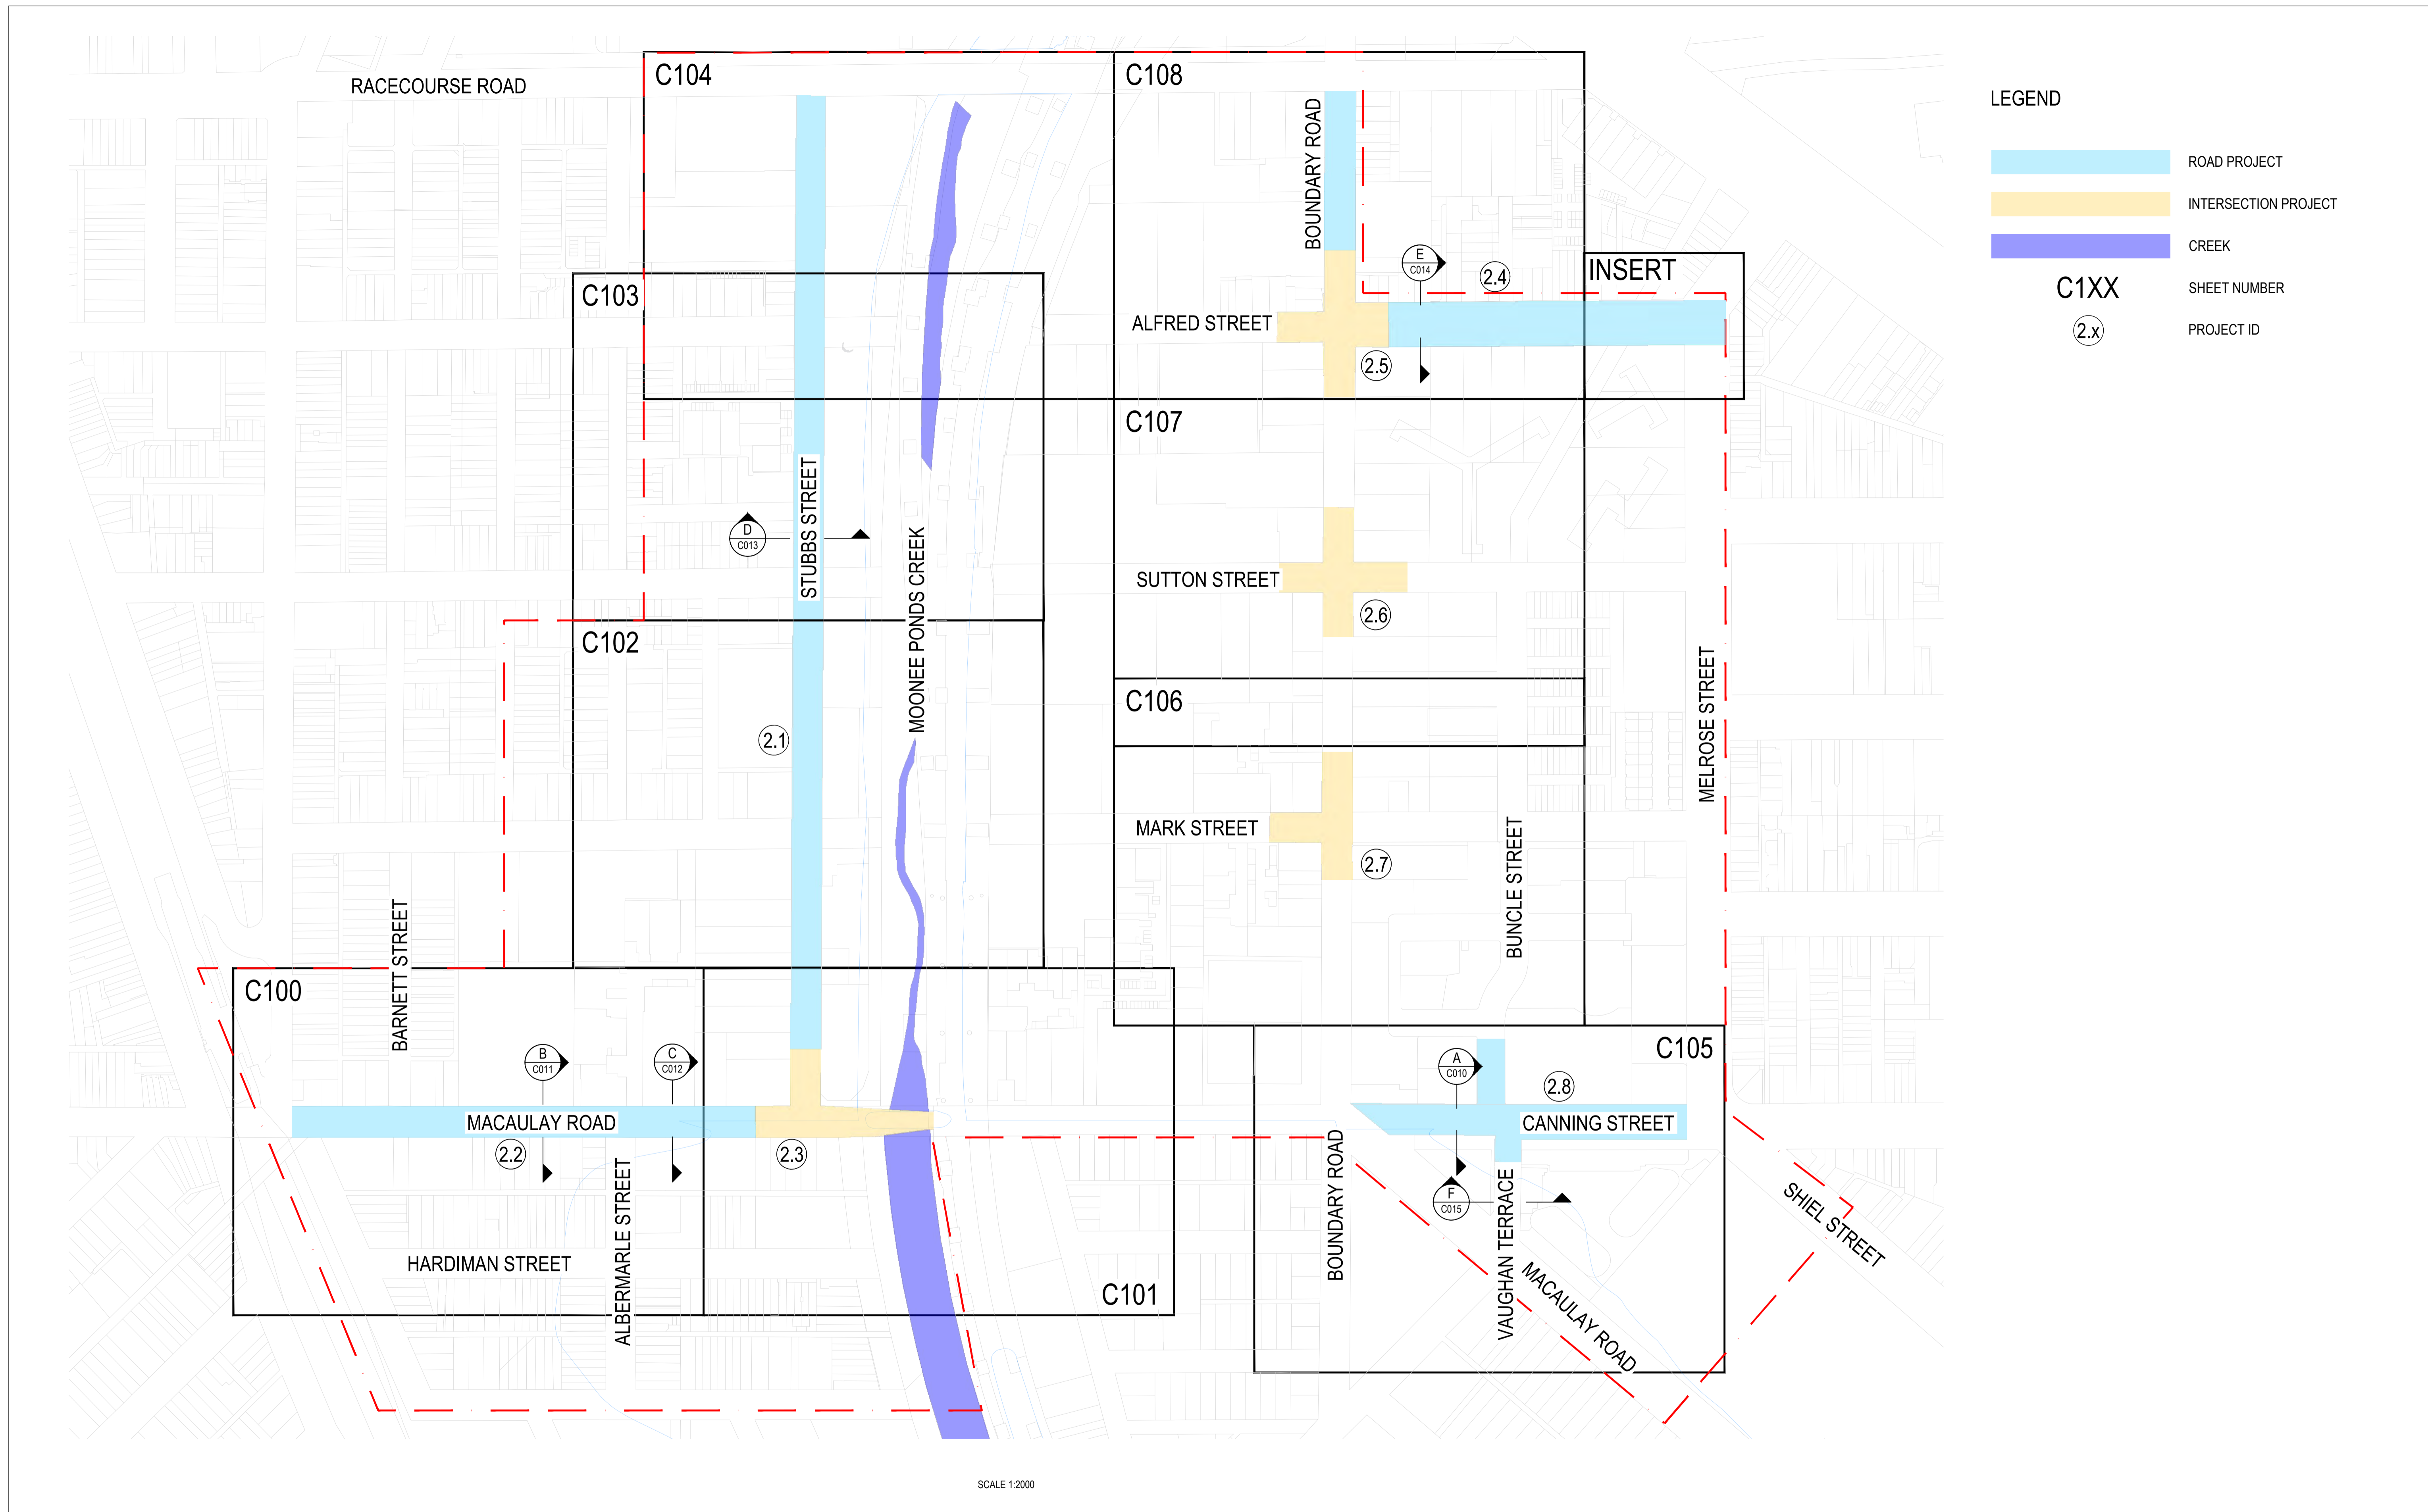 RACECOURSE ROAD
C104
C108
BOUNDARY ROAD
LEGEND
ROAD PROJECT
INTERSECTION PROJECT
CREEK
C1XX
SHEET NUMBER
2.x
PROJECT ID
E
C014
2.4
INSERT
C103
ALFRED STREET
2.5
C107
STUBBS STREET
D
C013
MOONEE PONDS CREEK
SUTTON STREET
2.6
C102
C106
MELROSE STREET
2.1
MARK STREET
2.7
BUNCLE STREET
BARNETT STREET
C100
C105
B
C011
C
C012
A
C010
2.8
MACAULAY ROAD
CANNING STREET
2.2
2.3
ALBERMARLE STREET
BOUNDARY ROAD
F
C015
VAUGHAN TERRACE
SHIEL STREET
HARDIMAN STREET
C101
MACAULAY ROAD
SCALE 1:2000